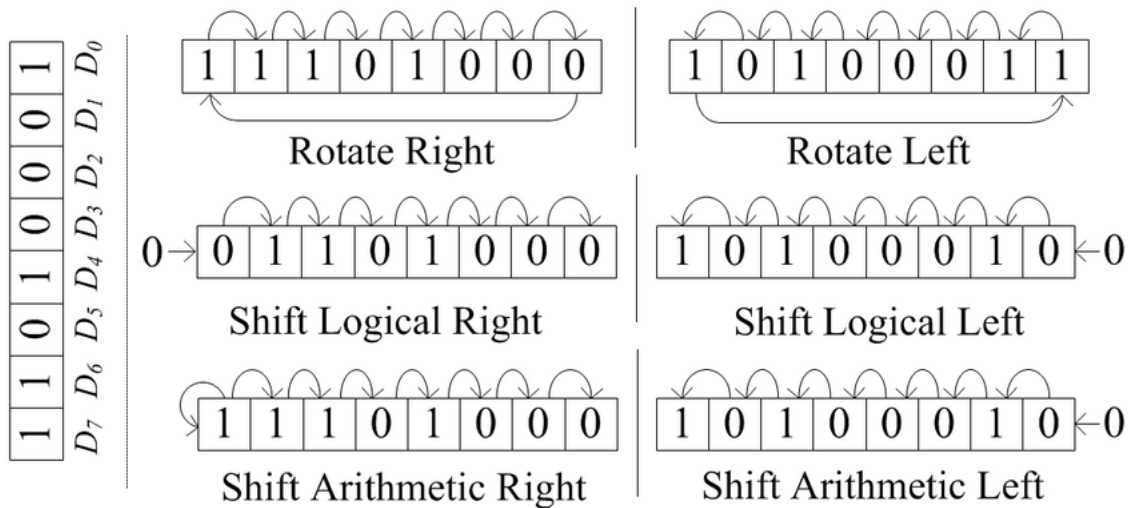 1 1 0 1 0 0 0 1
D7 D6 D5 D4 D3 D2 D1 D0
1 1 1 0 1 0 0 0
Rotate Right
1 0 1 0 0 0 1 1
Rotate Left
0 0 1 1 0 1 0 0 0
Shift Logical Right
1 0 1 0 0 0 1 0 0
Shift Logical Left
1 1 1 0 1 0 0 0
Shift Arithmetic Right
1 0 1 0 0 0 1 0 0
Shift Arithmetic Left